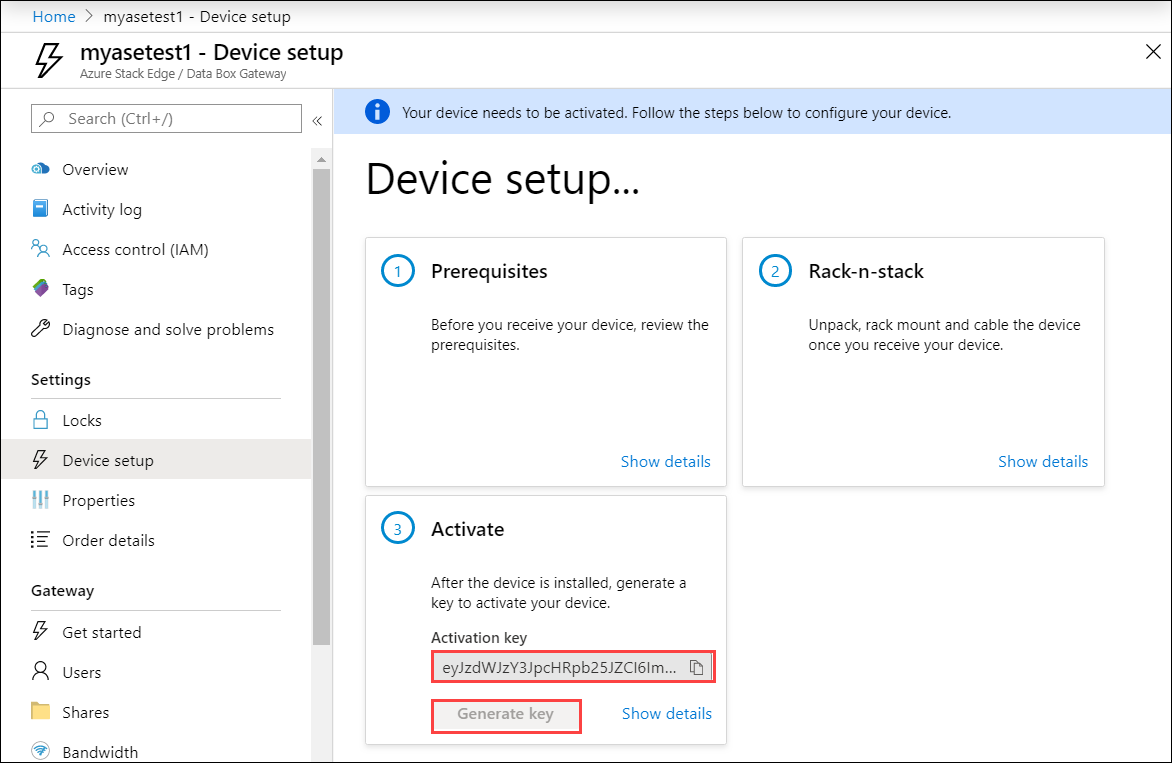 Home > myasetest1 - Device setup
myasetest1 - Device setup
Azure Stack Edge / Data Box Gateway
Search (Ctrl+/)
«
Overview
Activity log
Access control (IAM)
Tags
Diagnose and solve problems
Settings
Locks
Device setup
Properties
Order details
Gateway
Get started
Users
Shares
Bandwidth
Your device needs to be activated. Follow the steps below to configure your device.
Device setup...
1 Prerequisites
Before you receive your device, review the
prerequisites.
Show details
2 Rack-n-stack
Unpack, rack mount and cable the device
once you receive your device.
Show details
3 Activate
After the device is installed, generate a
key to activate your device.
Activation key
eyJzdWJzY3JpcHRpb25JZCI6Im...
Generate key
Show details